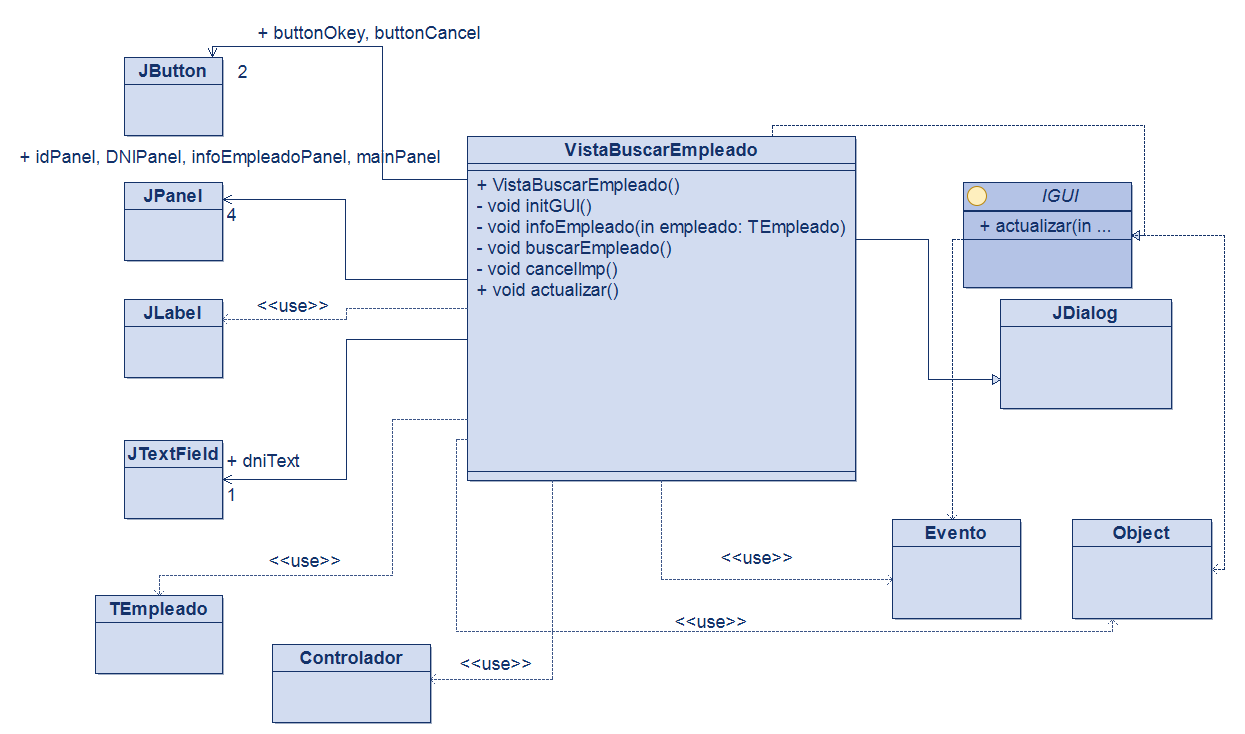 + buttonOkey, buttonCancel
JButton
2
+ idPanel, DNIPanel, infoEmpleadoPanel, mainPanel
JPanel
4
JLabel
<<use>>
JTextField
+ dniText
1
VistaBuscarEmpleado
+ VistaBuscarEmpleado()
- void initGUI()
- void infoEmpleado(in empleado: TEmpleado)
- void buscarEmpleado()
- void cancelImp()
+ void actualizar()
IGUI
+ actualizar(in ...
JDialog
Evento
Object
<<use>>
<<use>>
<<use>>
TEmpleado
Controlador
<<use>>